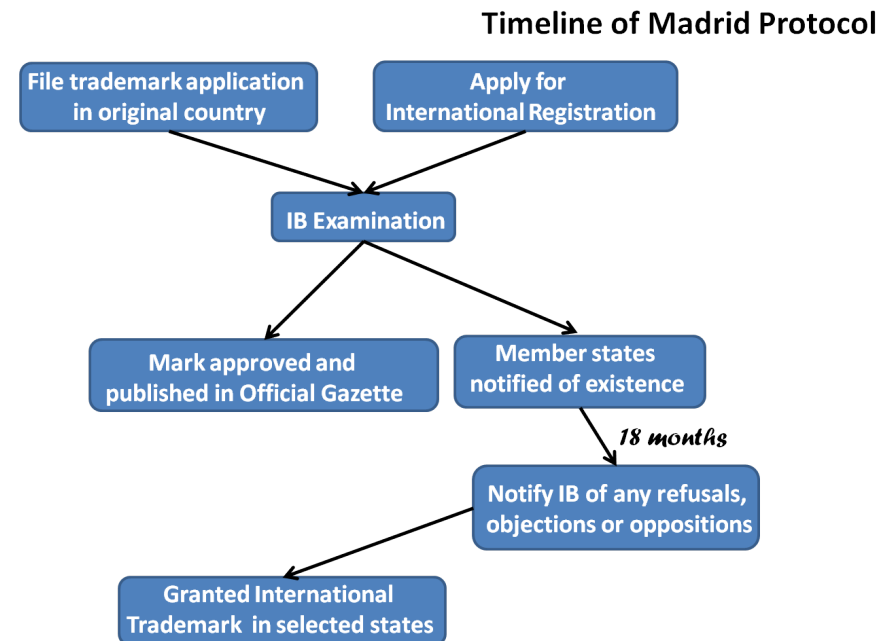 Timeline of Madrid Protocol
File trademark application
in original country
Apply for
International Registration
IB Examination
Mark approved and
published in Official Gazette
Member states
notified of existence
18 months
Notify IB of any refusals,
objections or oppositions
Granted International
Trademark in selected states